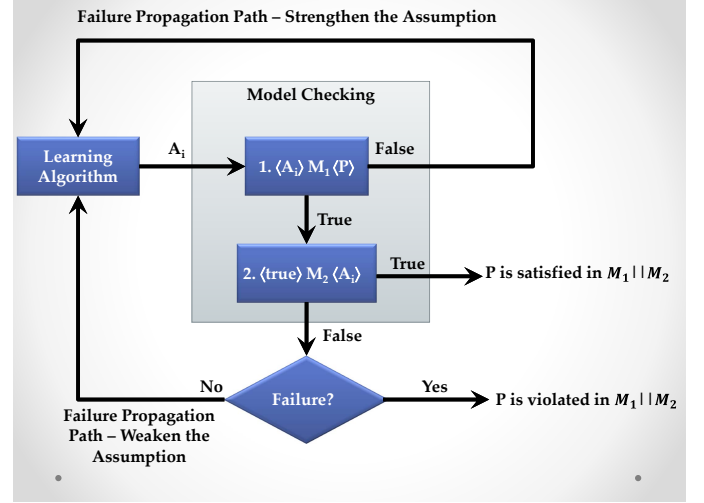 Failure Propagation Path – Strengthen the Assumption
Model Checking
Learning
Algorithm
Aᵢ
1. ⟨Aᵢ⟩ M₁ ⟨P⟩
False
True
2. ⟨true⟩ M₂ ⟨Aᵢ⟩
True
P is satisfied in M₁||M₂
False
No
Failure?
Yes
P is violated in M₁||M₂
Failure Propagation
Path – Weaken the
Assumption